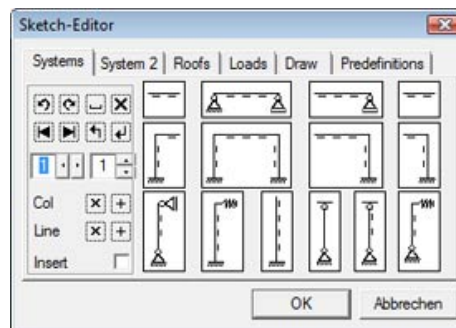 Sketch-Editor
Systems System 2 Roofs Loads Draw Predefinitions
1 1
Col
Line
Insert
OK Abbrechen